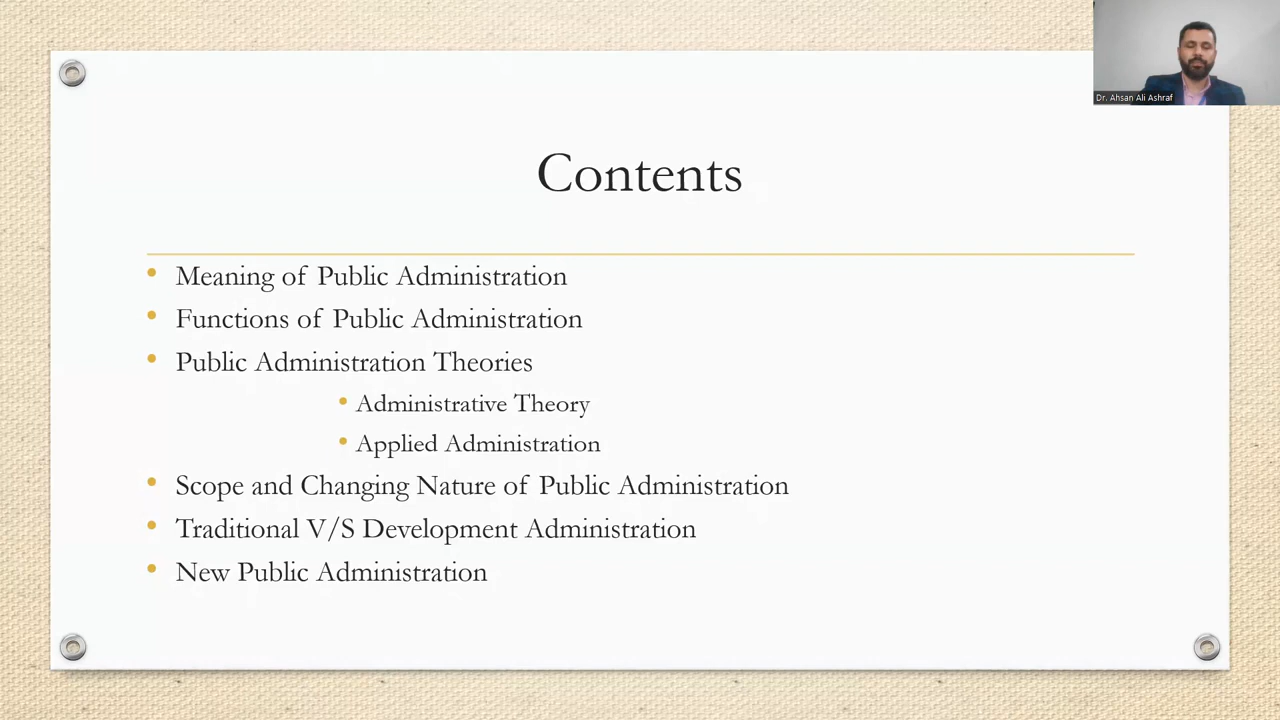 Dr. Ahsan Ali Ashraf
Contents
• Meaning of Public Administration
• Functions of Public Administration
• Public Administration Theories
• Administrative Theory
• Applied Administration
• Scope and Changing Nature of Public Administration
• Traditional V/S Development Administration
• New Public Administration